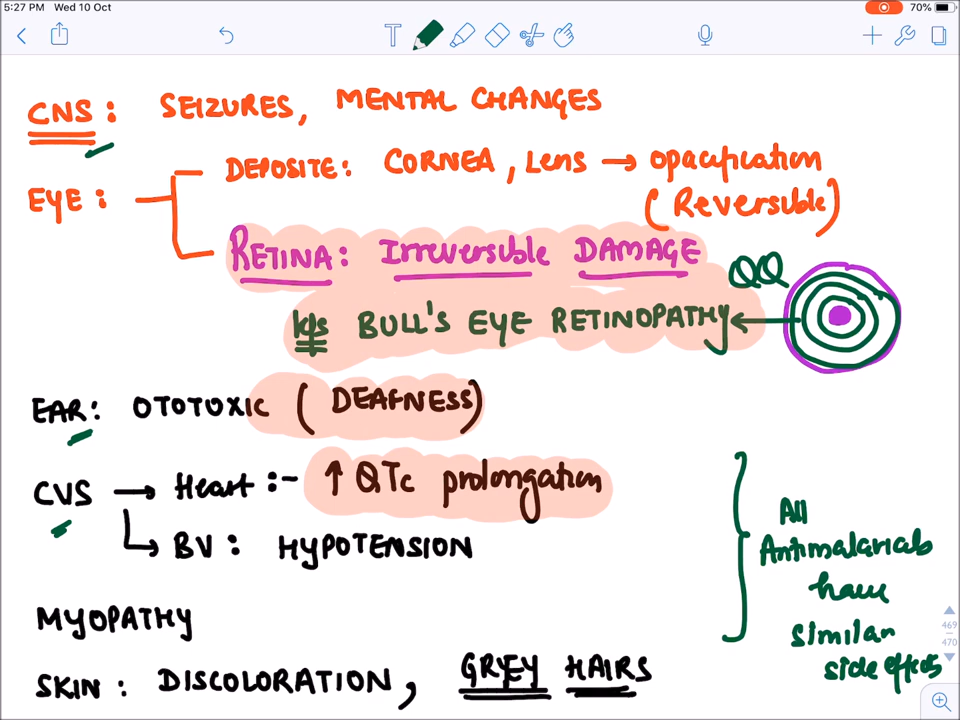 5:27 PM Wed 10 Oct
70%
T
CNS: SEIZURES, MENTAL CHANGES
EYE: DEPOSITE: CORNEA, Lens → opacification
(Reversible)
RETINA: Irreversible DAMAGE
k/s BULL'S EYE RETINOPATHY ←
QQ
EAR: OTOTOXIC (DEAFNESS)
CVS → Heart :- ↑ QTc prolongation
↳ BV: HYPOTENSION
MYOPATHY
SKIN: DISCOLORATION, GREY HAIRS
All
Antimalarials
have
similar
side effects
469
470